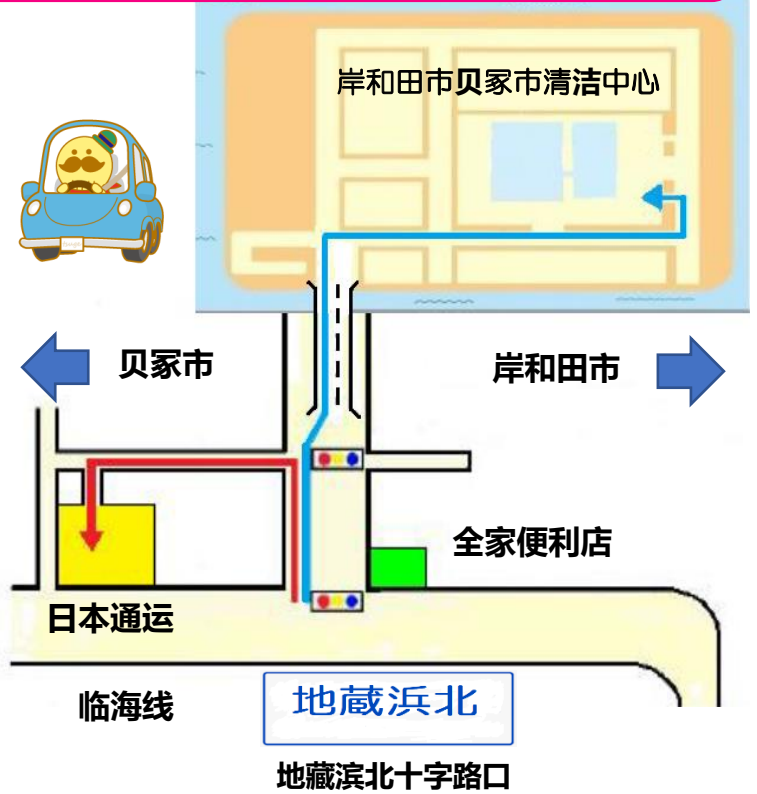 岸和田市贝冢市清洁中心
贝冢市
岸和田市
全家便利店
日本通运
临海线
地蔵浜北
地藏滨北十字路口